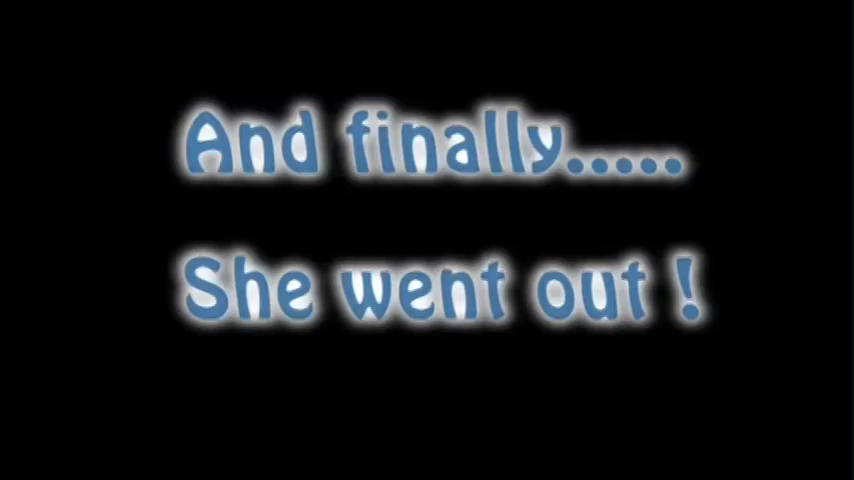 And finally.....
She went out !